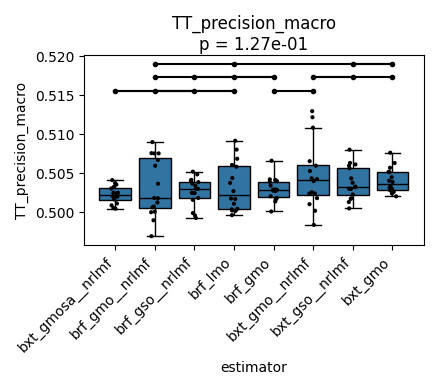 TT_precision_macro
p = 1.27e-01
0.520
0.515
0.510
0.505
0.500
TT_precision_macro
bxt_gmosa__nrlmf
brf_gmo__nrlmf
brf_gso__nrlmf
brf_lmo
brf_gmo
bxt_gmo__nrlmf
bxt_gso__nrlmf
bxt_gmo
estimator